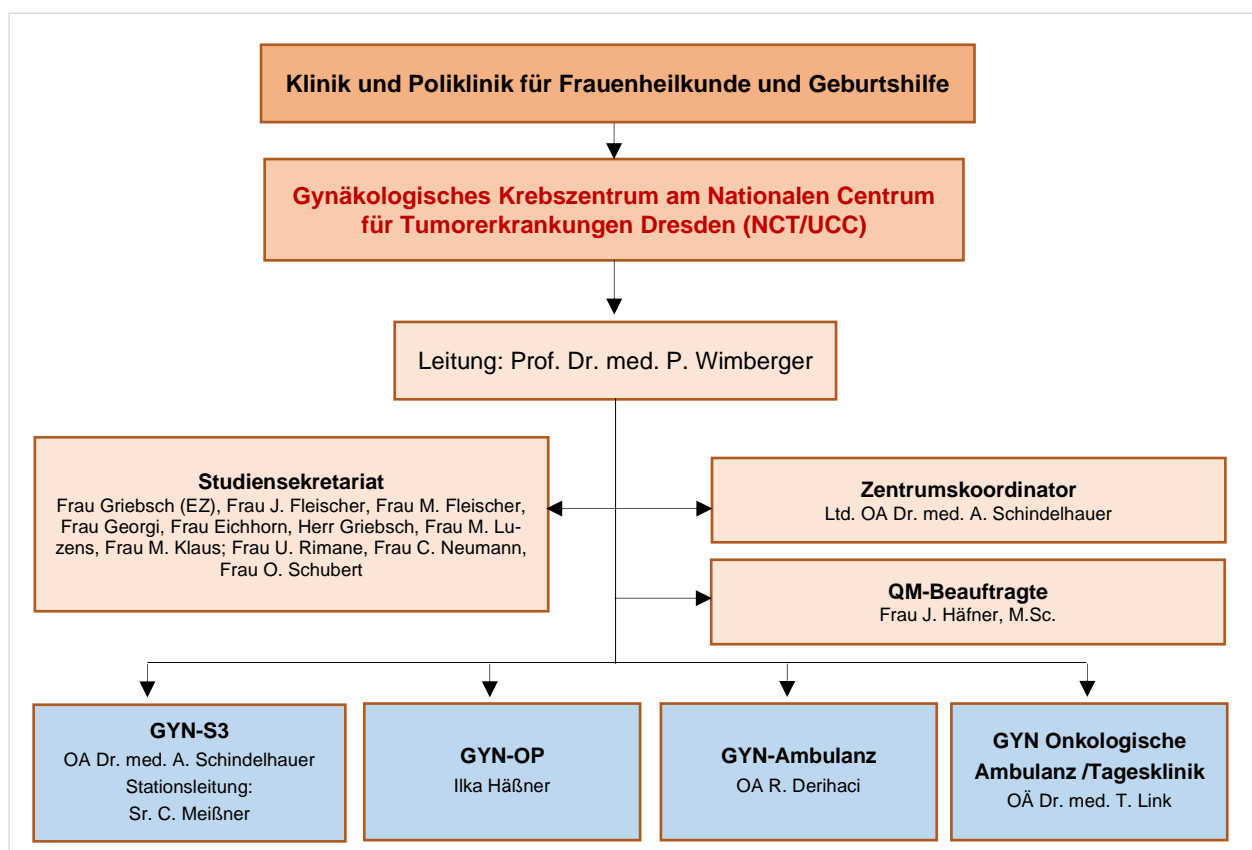 Klinik und Poliklinik für Frauenheilkunde und Geburtshilfe
Gynäkologisches Krebszentrum am Nationalen Centrum
für Tumorerkrankungen Dresden (NCT/UCC)
Leitung: Prof. Dr. med. P. Wimberger
Studiensekretariat
Frau Griebsch (EZ), Frau J. Fleischer, Frau M. Fleischer,
Frau Georgi, Frau Eichhorn, Herr Griebsch, Frau M. Lu-
zens, Frau M. Klaus; Frau U. Rimane, Frau C. Neumann,
Frau O. Schubert
Zentrumskoordinator
Ltd. OA Dr. med. A. Schindelhauer
QM-Beauftragte
Frau J. Häfner, M.Sc.
GYN-S3
OA Dr. med. A. Schindelhauer
Stationsleitung:
Sr. C. Meißner
GYN-OP
Ilka Häßner
GYN-Ambulanz
OA R. Derihaci
GYN Onkologische
Ambulanz /Tagesklinik
OÄ Dr. med. T. Link